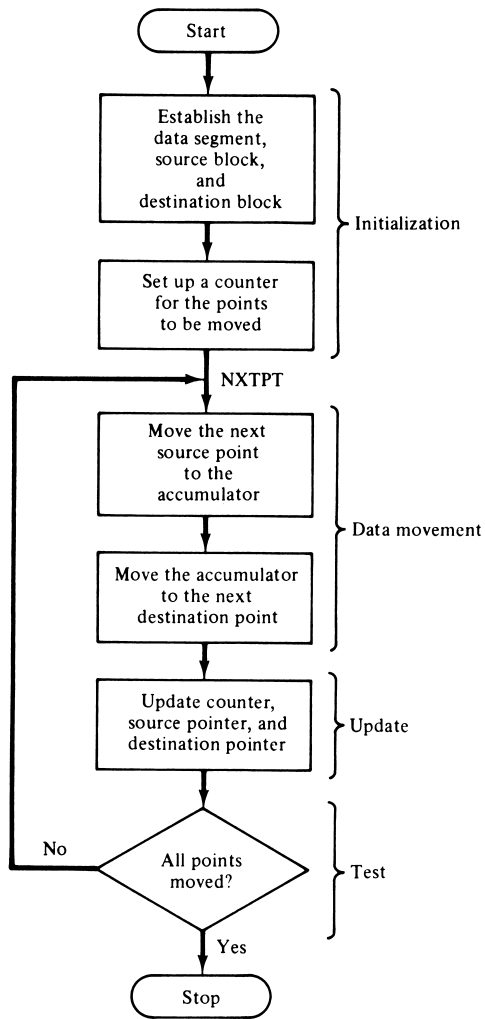 Start
Establish the
data segment,
source block,
and
destination block
Initialization
Set up a counter
for the points
to be moved
NXTPT
Move the next
source point
to the
accumulator
Data movement
Move the accumulator
to the next
destination point
Update counter,
source pointer, and
destination pointer
Update
No
All points
moved?
Test
Yes
Stop